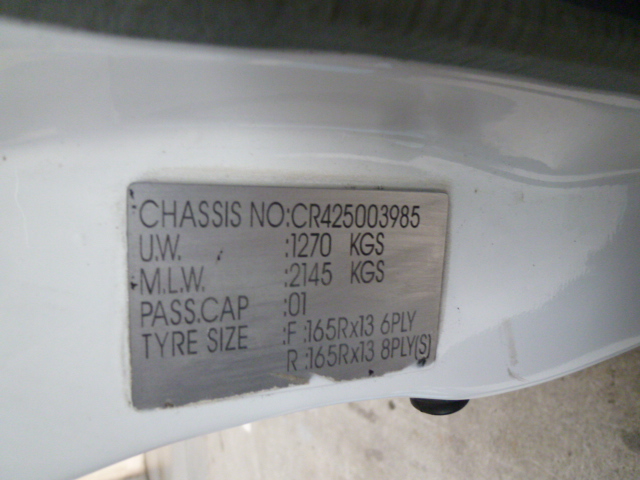 CHASSIS NO:CR425003985
U.W. :1270 KGS
M.L.W. :2145 KGS
PASS.CAP :01
TYRE SIZE :F :165Rx13 6PLY
R :165Rx13 8PLY(S)